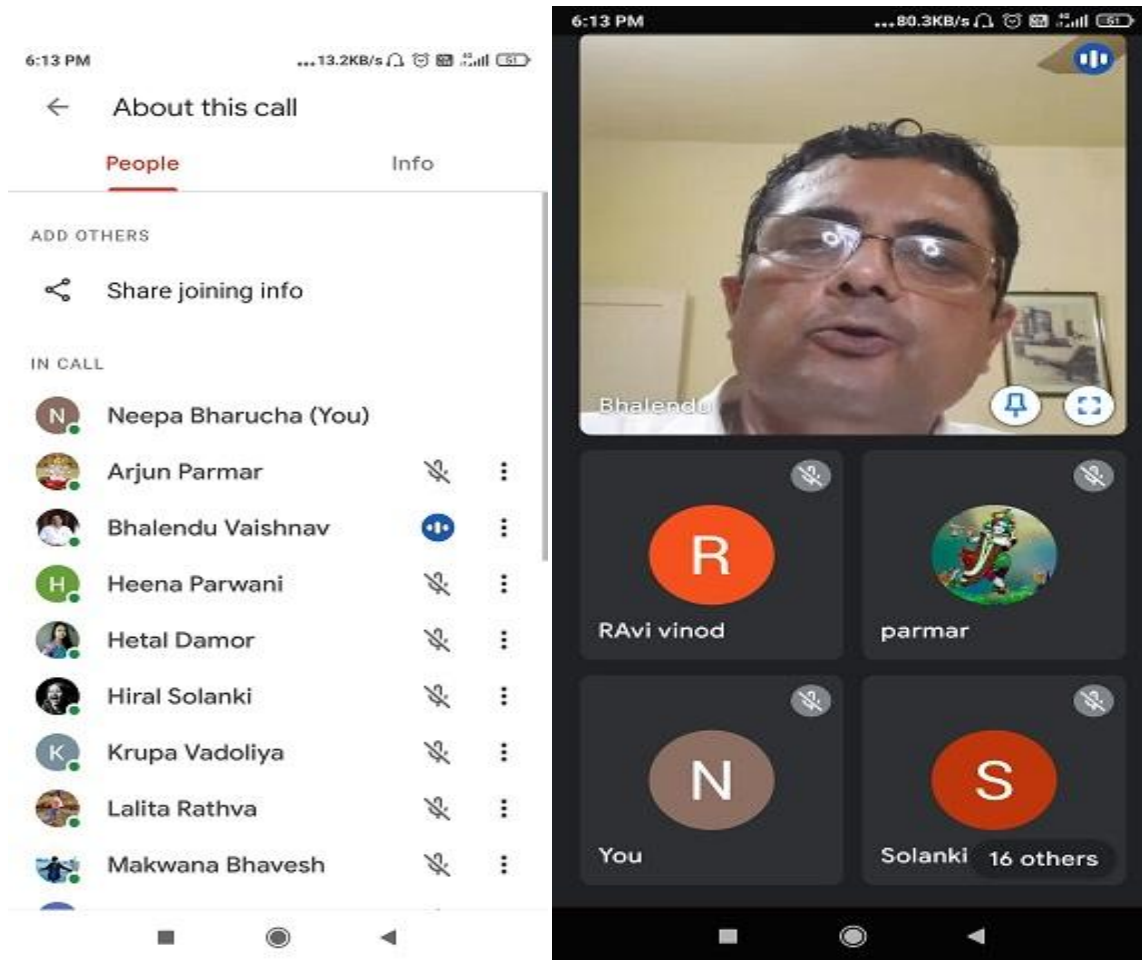 6:13 PM
...13.2KB/s
51
About this call
People
Info
ADD OTHERS
Share joining info
IN CALL
N
Neepa Bharucha (You)
Arjun Parmar
Bhalendu Vaishnav
H
Heena Parwani
Hetal Damor
Hiral Solanki
K
Krupa Vadoliya
Lalita Rathva
Makwana Bhavesh
6:13 PM
...80.3KB/s
51
Bhalendu
R
RAvi vinod
parmar
N
You
S
Solanki
16 others